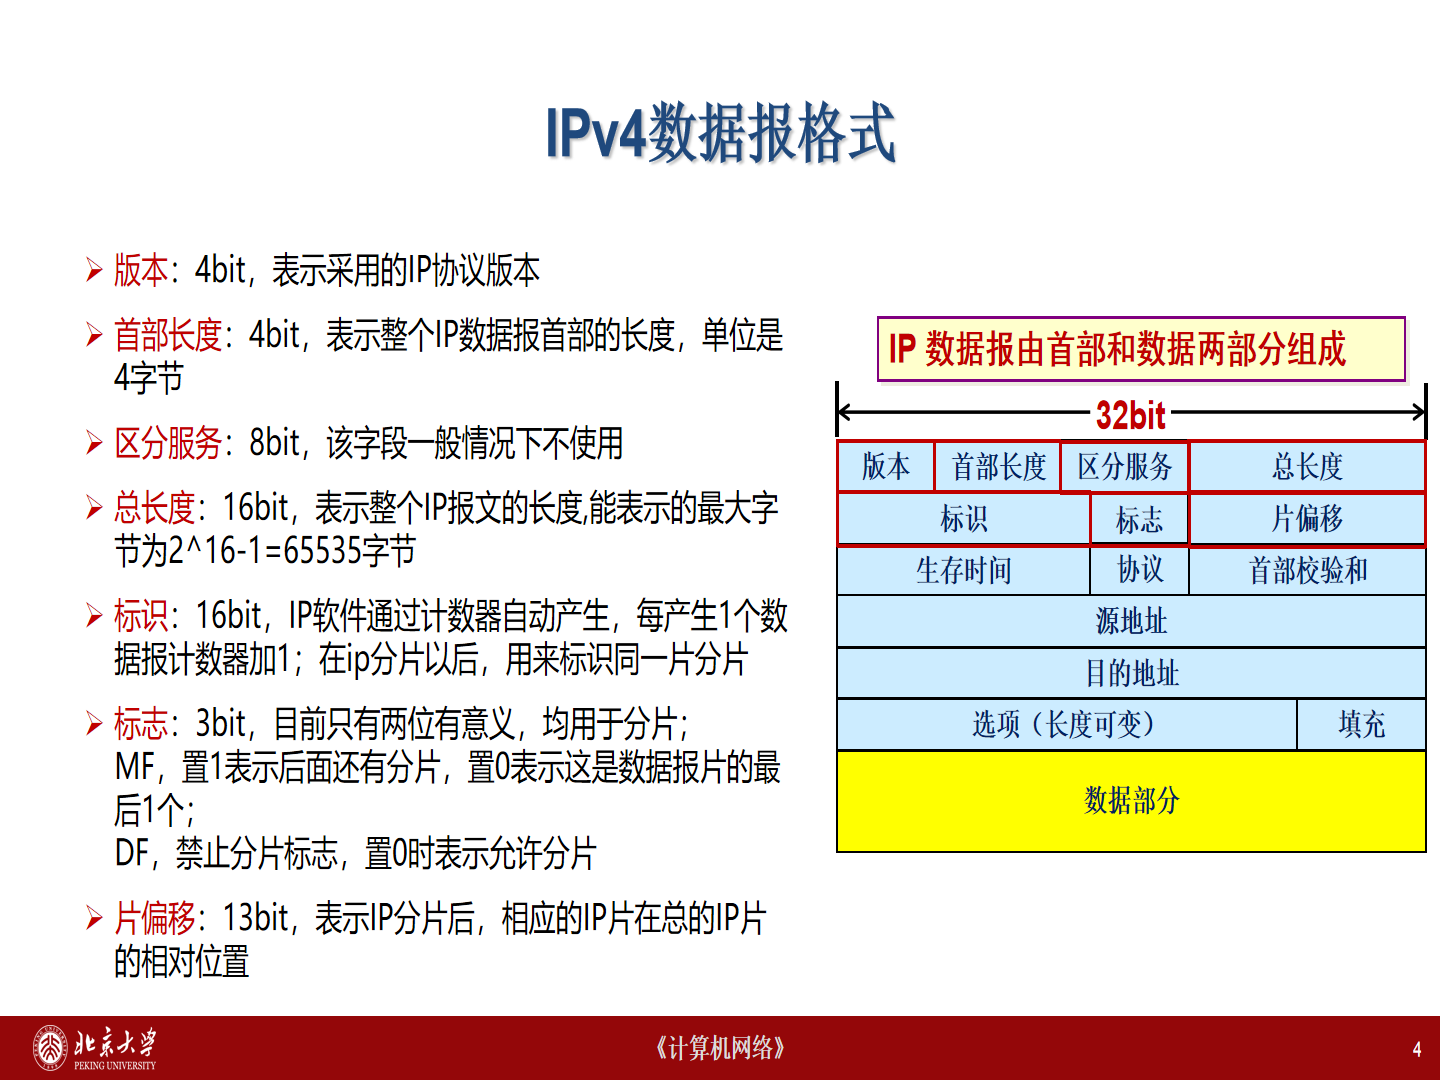 IPv4数据报格式
版本：4bit，表示采用的IP协议版本
首部长度：4bit，表示整个IP数据报首部的长度，单位是
4字节
区分服务：8bit，该字段一般情况下不使用
总长度：16bit，表示整个IP报文的长度,能表示的最大字
节为2^16-1=65535字节
标识：16bit，IP软件通过计数器自动产生，每产生1个数
据报计数器加1；在ip分片以后，用来标识同一片分片
标志：3bit，目前只有两位有意义，均用于分片；
MF，置1表示后面还有分片，置0表示这是数据报片的最
后1个；
DF，禁止分片标志，置0时表示允许分片
片偏移：13bit，表示IP分片后，相应的IP片在总的IP片
的相对位置
IP 数据报由首部和数据两部分组成
32bit
版本 首部长度 区分服务 总长度
标识 标志 片偏移
生存时间 协议 首部校验和
源地址
目的地址
选项（长度可变） 填充
数据部分
北京大学
PEKING UNIVERSITY
《计算机网络》
4